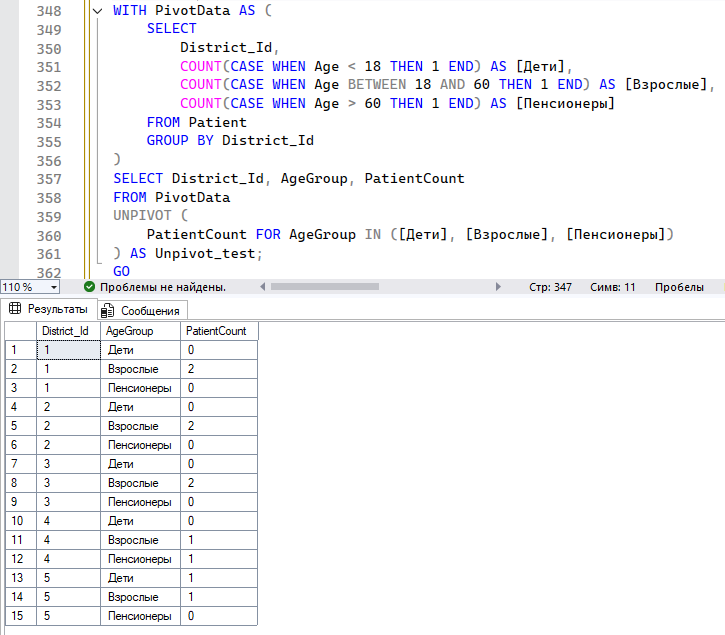 348 WITH PivotData AS (
349 SELECT
350 District_Id,
351 COUNT(CASE WHEN Age < 18 THEN 1 END) AS [Дети],
352 COUNT(CASE WHEN Age BETWEEN 18 AND 60 THEN 1 END) AS [Взрослые],
353 COUNT(CASE WHEN Age > 60 THEN 1 END) AS [Пенсионеры]
354 FROM Patient
355 GROUP BY District_Id
356 )
357 SELECT District_Id, AgeGroup, PatientCount
358 FROM PivotData
359 UNPIVOT (
360 PatientCount FOR AgeGroup IN ([Дети], [Взрослые], [Пенсионеры])
361 ) AS Unpivot_test;
362 GO
110 % Проблемы не найдены. Стр: 347 Симв: 11 Пробелы
Результаты Сообщения
District_Id AgeGroup PatientCount
1 1 Дети 0
2 1 Взрослые 2
3 1 Пенсионеры 0
4 2 Дети 0
5 2 Взрослые 2
6 2 Пенсионеры 0
7 3 Дети 0
8 3 Взрослые 2
9 3 Пенсионеры 0
10 4 Дети 0
11 4 Взрослые 1
12 4 Пенсионеры 1
13 5 Дети 1
14 5 Взрослые 1
15 5 Пенсионеры 0